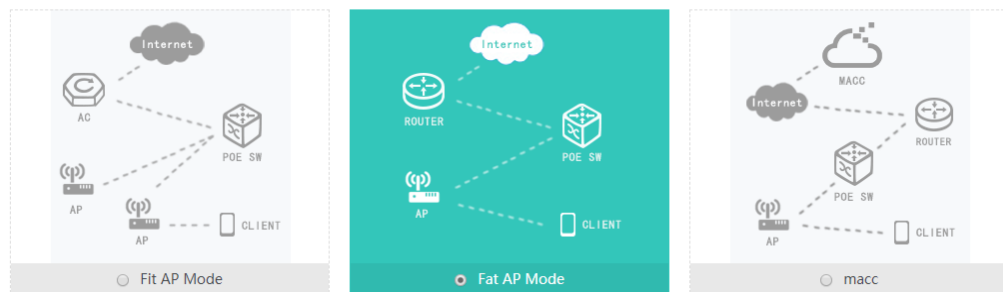 Internet
AC
POE SW
AP
AP
CLIENT
Fit AP Mode
Internet
ROUTER
POE SW
AP
CLIENT
Fat AP Mode
MACC
Internet
ROUTER
POE SW
AP
CLIENT
macc